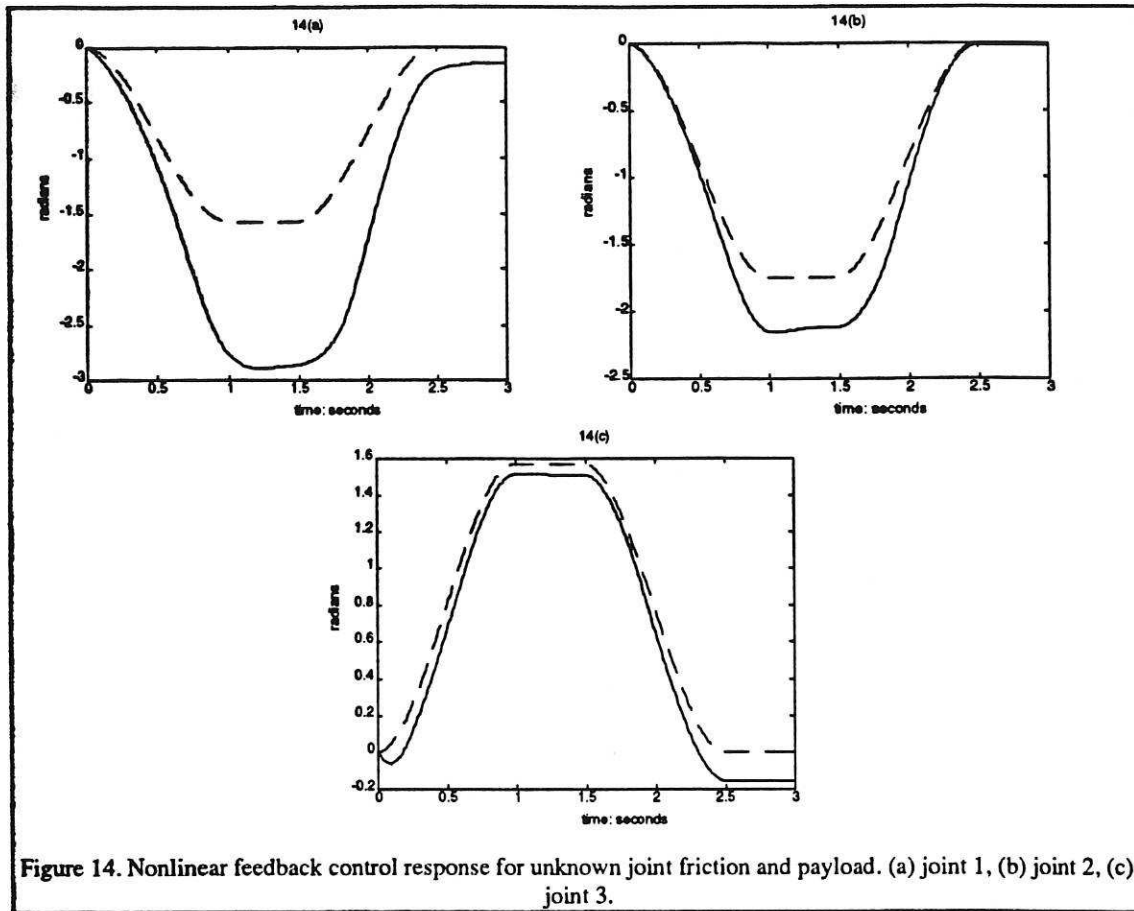 14(a)
0
-0.5
-1
-1.5
-2
-2.5
-3
radians
0 0.5 1 1.5 2 2.5 3
time: seconds
14(b)
0
-0.5
-1
-1.5
-2
-2.5
radians
0 0.5 1 1.5 2 2.5 3
time: seconds
14(c)
1.6
1.4
1.2
1
0.8
0.6
0.4
0.2
0
-0.2
radians
0 0.5 1 1.5 2 2.5 3
time: seconds
Figure 14. Nonlinear feedback control response for unknown joint friction and payload. (a) joint 1, (b) joint 2, (c)
joint 3.